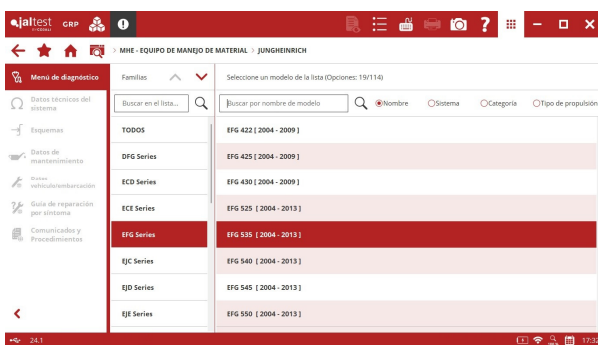 jaltest GRP
MHE - EQUIPO DE MANEJO DE MATERIAL > JUNGHEINRICH
Menú de diagnóstico
Datos técnicos del
sistema
Esquemas
Datos de
mantenimiento
vehículo/embarcación
Guía de reparación
por síntoma
Comunicados y
Procedimientos
Familias
Seleccione un modelo de la lista (Opciones: 19/114)
Buscar en el lista...
Buscar por nombre de modelo
Nombre
Sistema
Categoría
Tipo de propulsión
TODOS
EFG 422 [ 2004 - 2009 ]
DFG Series
EFG 425 [ 2004 - 2009 ]
ECD Series
EFG 430 [ 2004 - 2009 ]
ECE Series
EFG 525 [ 2004 - 2013 ]
EFG Series
EFG 535 [ 2004 - 2013 ]
EJC Series
EFG 540 [ 2004 - 2013 ]
EJD Series
EFG 545 [ 2004 - 2013 ]
EJE Series
EFG 550 [ 2004 - 2013 ]
24.1
17:32